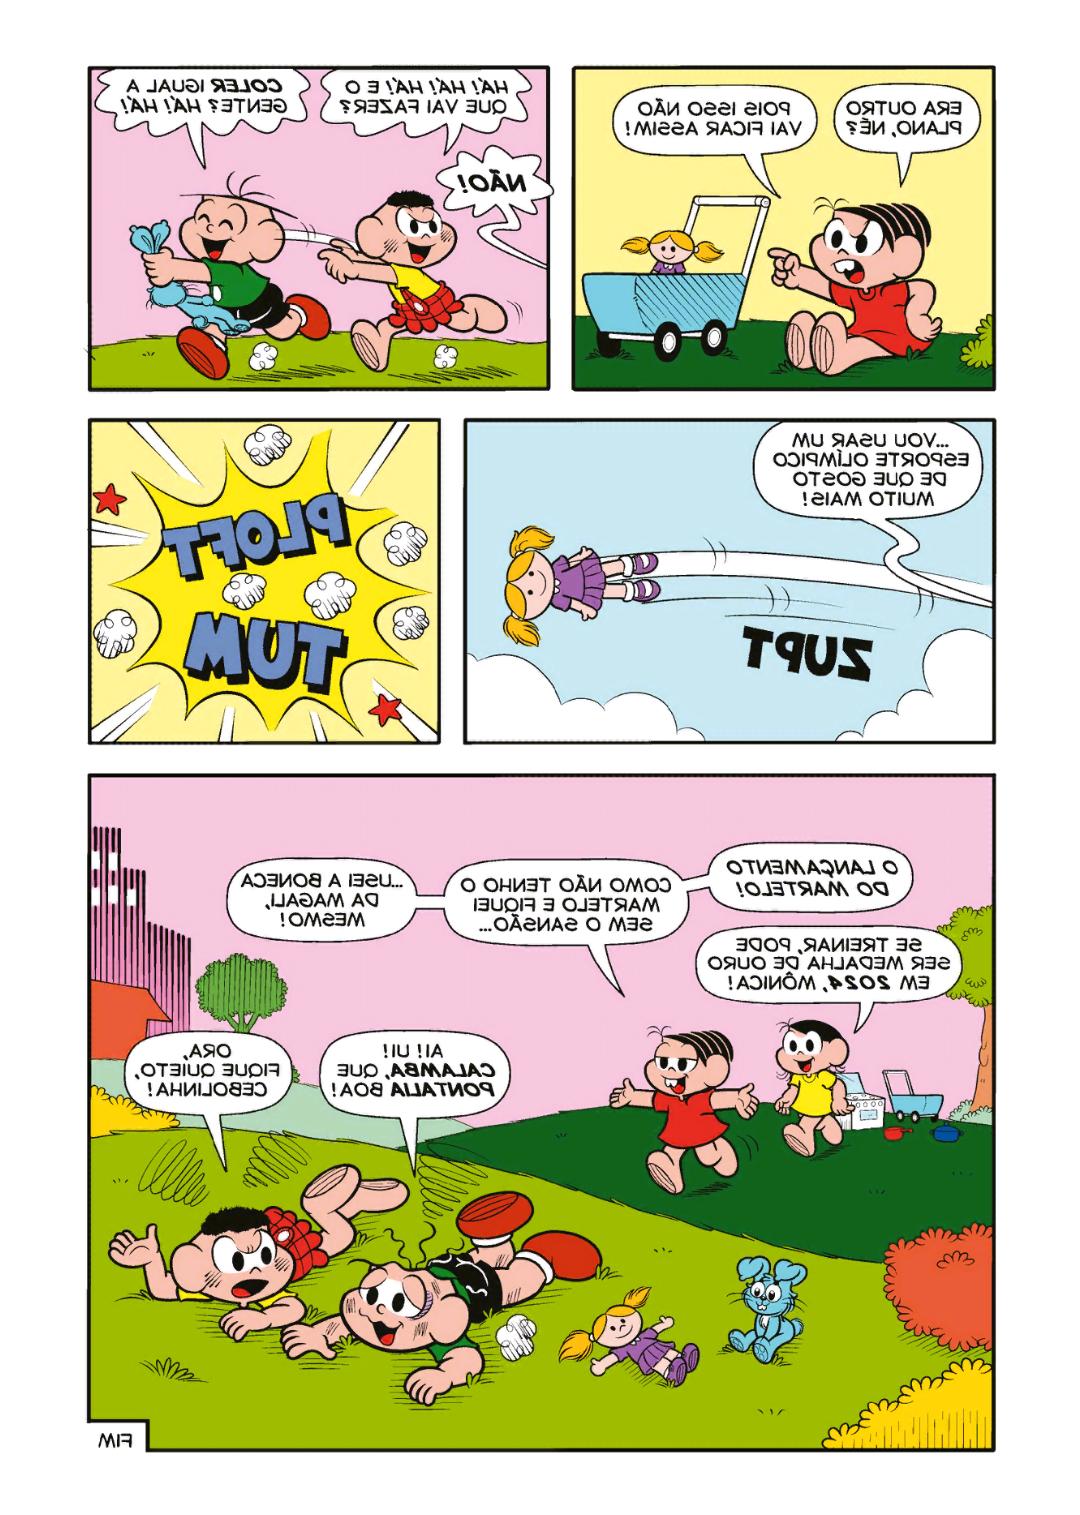 ERA OUTRO
PLANO, NÉ?
POIS ISSO NÃO
VAI FICAR ASSIM!
HÁ! HÁ! HÁ! E O
QUE VAI FAZER?
COLER IGUAL A
GENTE? HÁ! HÁ!
NÃO!
...VOU USAR UM
ESPORTE OLÍMPICO
DE QUE GOSTO
MUITO MAIS!
ZUPT
PLOFT
TUM
O LANÇAMENTO
DO MARTELO!
COMO NÃO TENHO O
MARTELO E FIQUEI
SEM O SANSÃO...
...USEI A BONECA
DA MAGALI,
MESMO!
SE TREINAR, PODE
SER MEDALHA DE OURO
EM 2024, MÔNICA!
AI! UI!
CALAMBA, QUE
PONTALIA BOA!
ORA,
FIQUE QUIETO,
CEBOLINHA!
FIM